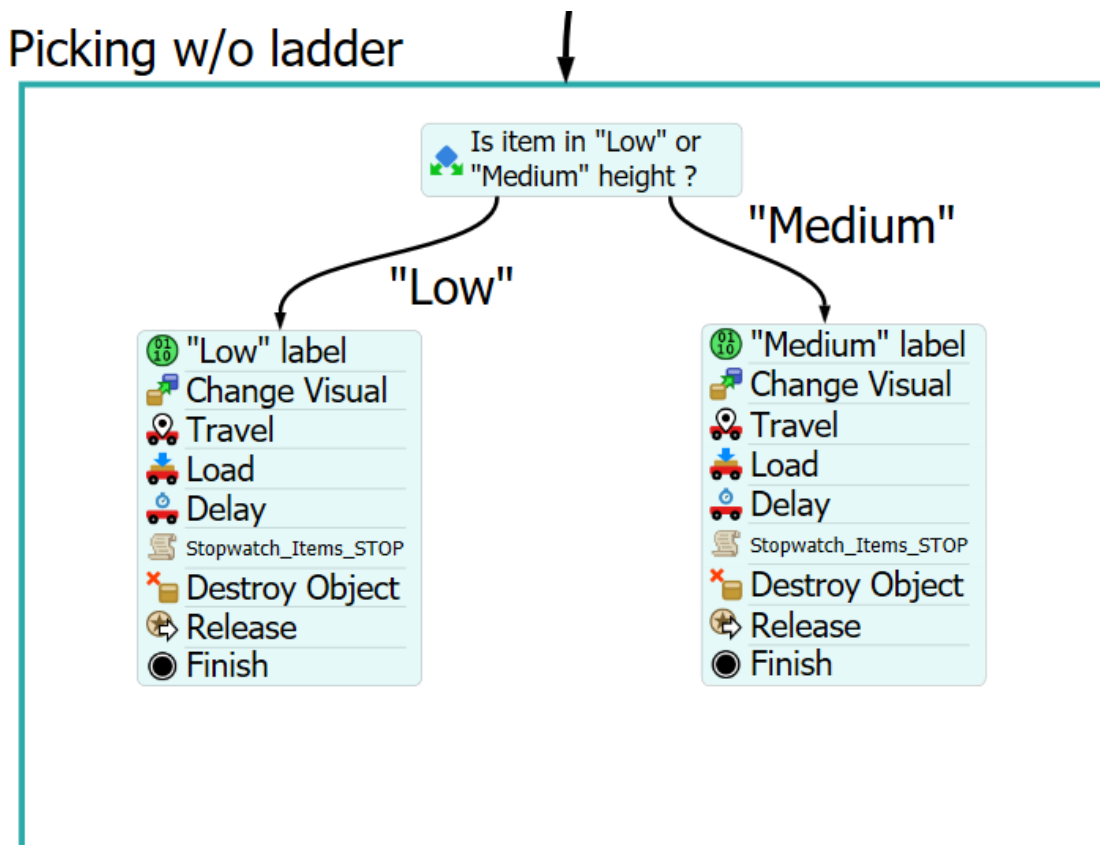 Picking w/o ladder
Is item in "Low" or
"Medium" height ?
"Low"
"Medium"
"Low" label
Change Visual
Travel
Load
Delay
Stopwatch_Items_STOP
Destroy Object
Release
Finish
"Medium" label
Change Visual
Travel
Load
Delay
Stopwatch_Items_STOP
Destroy Object
Release
Finish